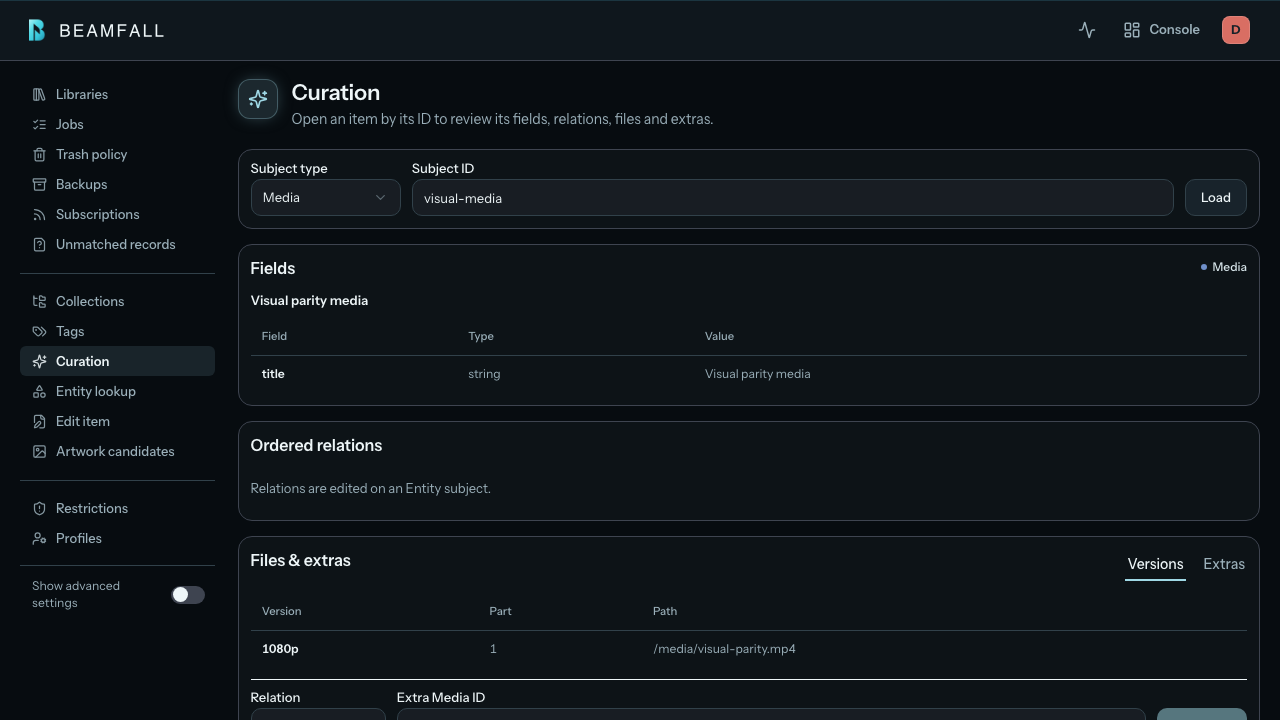 BEAMFALL
Console
D
Libraries
Jobs
Trash policy
Backups
Subscriptions
Unmatched records
Collections
Tags
Curation
Entity lookup
Edit item
Artwork candidates
Restrictions
Profiles
Show advanced
settings
Curation
Open an item by its ID to review its fields, relations, files and extras.
Subject type
Subject ID
Media
visual-media
Load
Fields
Media
Visual parity media
Field Type Value
title string Visual parity media
Ordered relations
Relations are edited on an Entity subject.
Files & extras
Versions Extras
Version Part Path
1080p 1 /media/visual-parity.mp4
Relation Extra Media ID